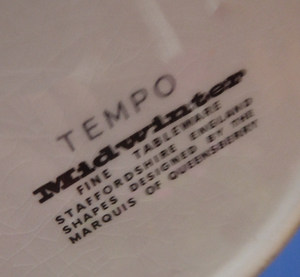 TEMPO
Midwinter
FINE TABLEWARE
STAFFORDSHIRE ENGLAND
SHAPES DESIGNED BY THE
MARQUIS OF QUEENSBERRY